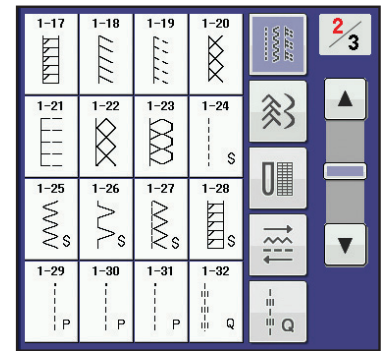 1-17 1-18 1-19 1-20
2/3
1-21 1-22 1-23 1-24
S
1-25 1-26 1-27 1-28
S S S S
1-29 1-30 1-31 1-32
P P P Q
Q